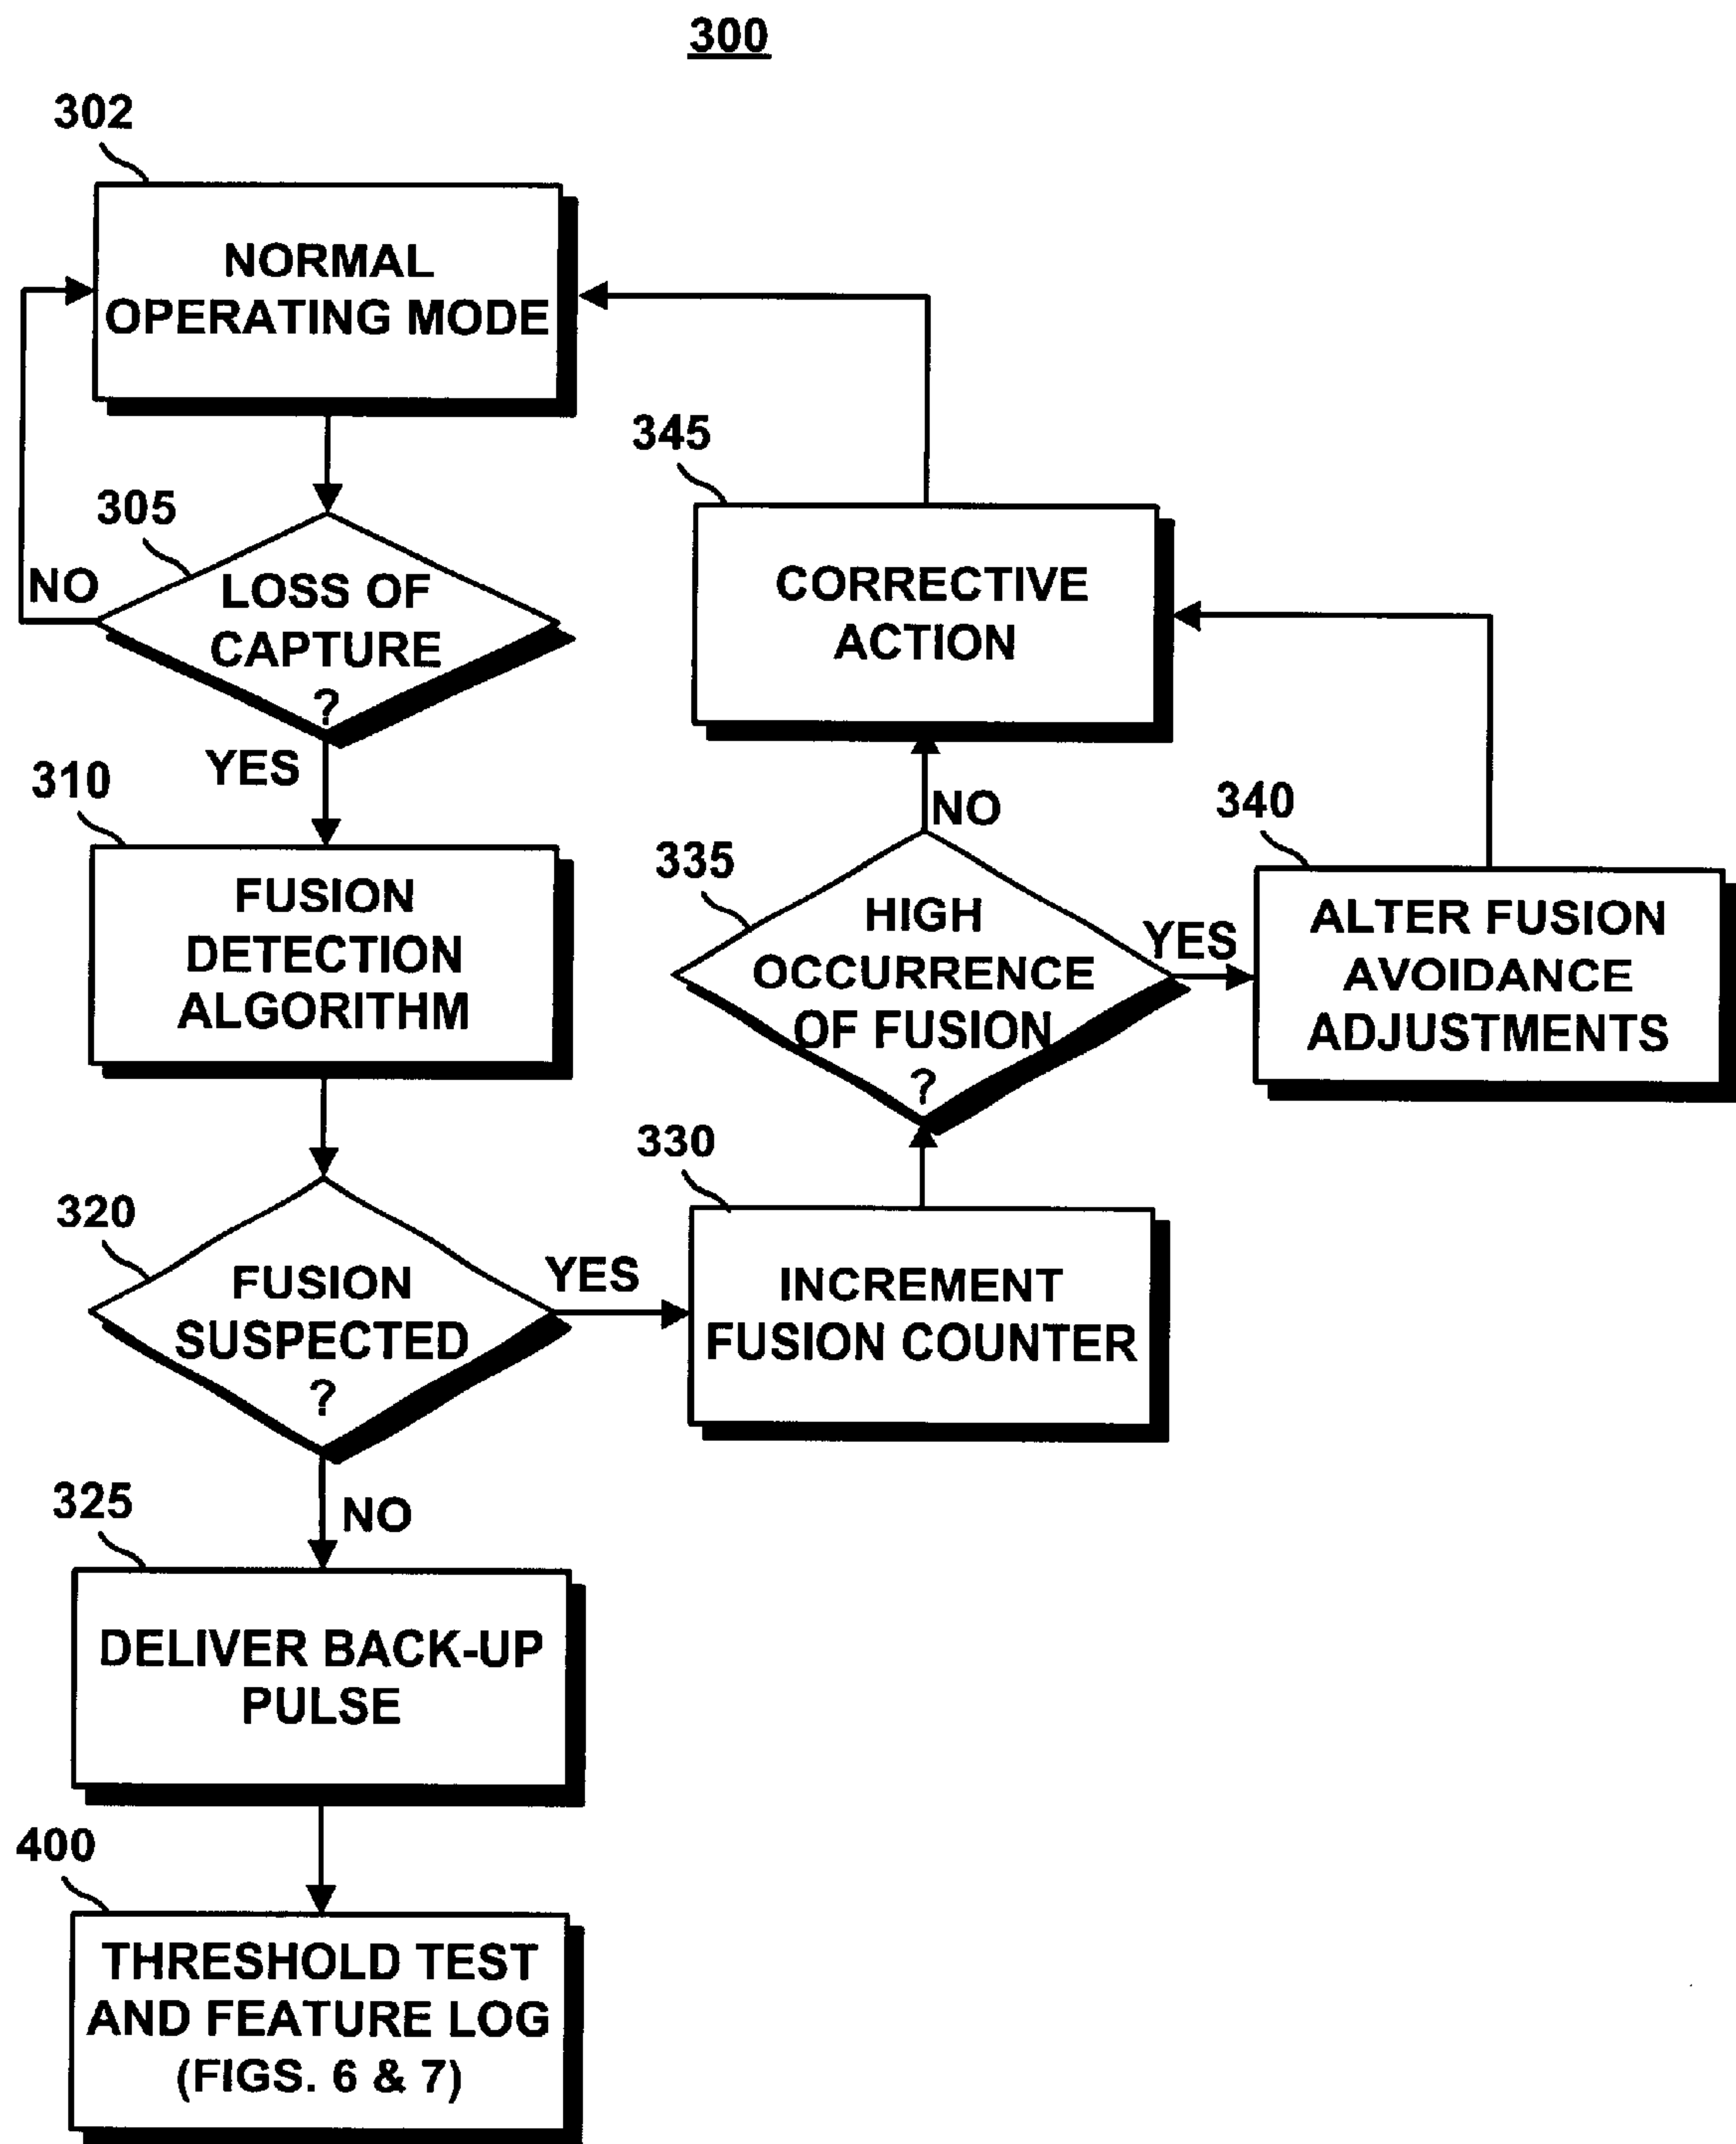 300
302
NORMAL
OPERATING MODE
305
NO
LOSS OF
CAPTURE
?
YES
310
FUSION
DETECTION
ALGORITHM
320
FUSION
SUSPECTED
?
YES
NO
325
DELIVER BACK-UP
PULSE
400
THRESHOLD TEST
AND FEATURE LOG
(FIGS. 6 & 7)
330
INCREMENT
FUSION COUNTER
335
HIGH
OCCURRENCE
OF FUSION
?
YES
NO
340
ALTER FUSION
AVOIDANCE
ADJUSTMENTS
345
CORRECTIVE
ACTION